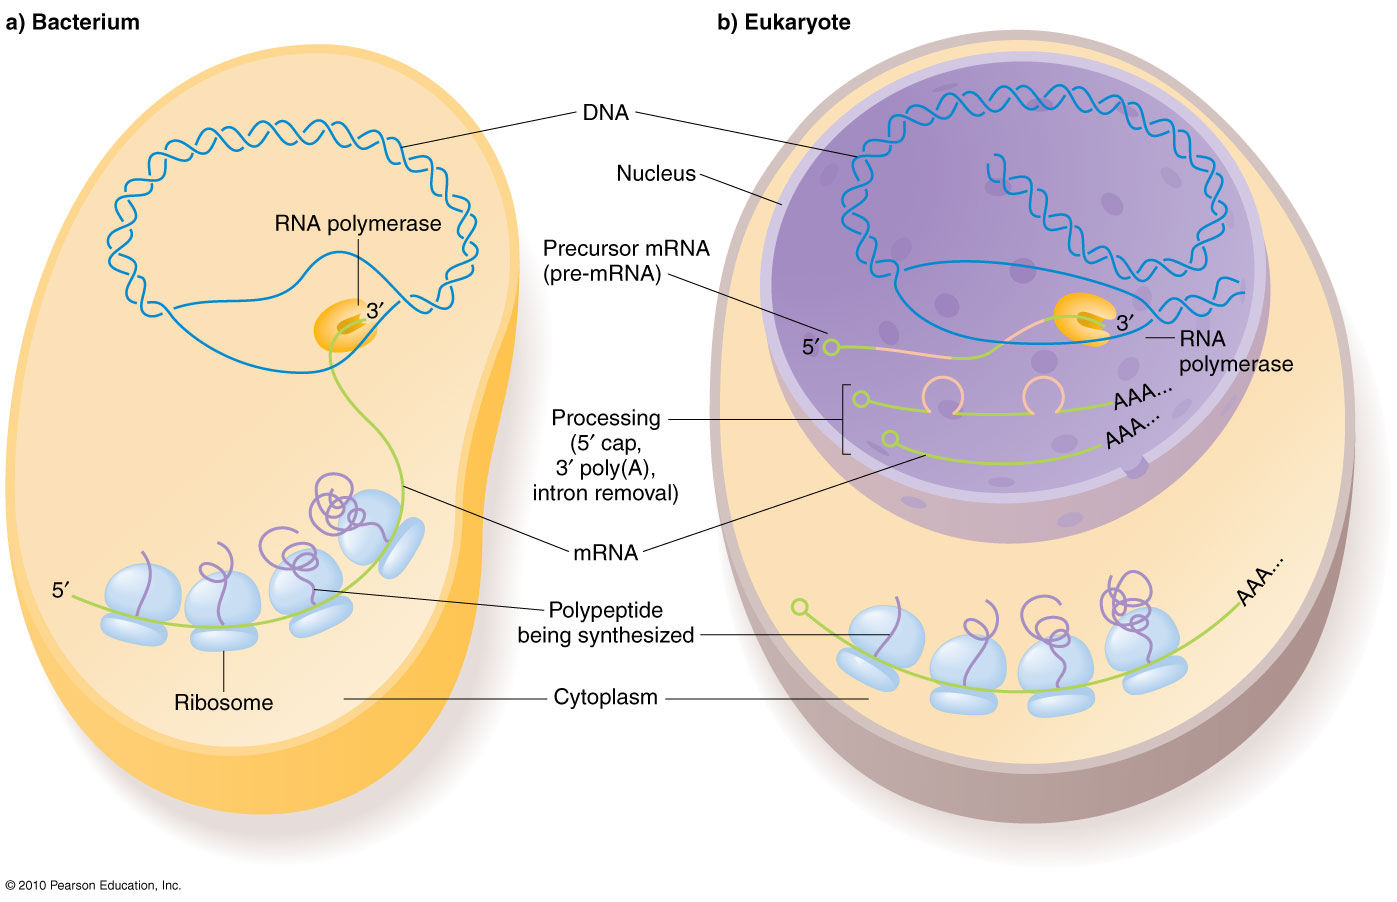 a) Bacterium
b) Eukaryote
DNA
Nucleus
RNA polymerase
Precursor mRNA
(pre-mRNA)
3′
3′
5′
RNA
polymerase
AAA...
Processing
(5′ cap,
3′ poly(A),
intron removal)
AAA...
mRNA
5′
AAA...
Polypeptide
being synthesized
Ribosome
Cytoplasm
© 2010 Pearson Education, Inc.